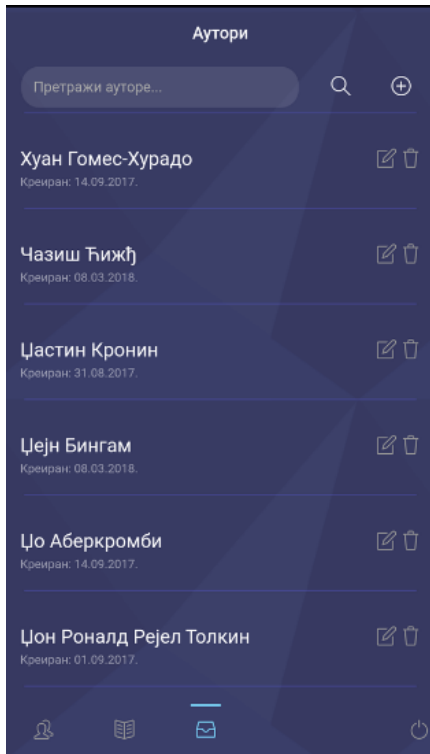 Аутори
Претражи ауторе...
Хуан Гомес-Хурадо
Креиран: 14.09.2017.
Чазиш Ћижђ
Креиран: 08.03.2018.
Џастин Кронин
Креиран: 31.08.2017.
Џејн Бингам
Креиран: 08.03.2018.
Џо Аберкромби
Креиран: 14.09.2017.
Џон Роналд Рејел Толкин
Креиран: 01.09.2017.